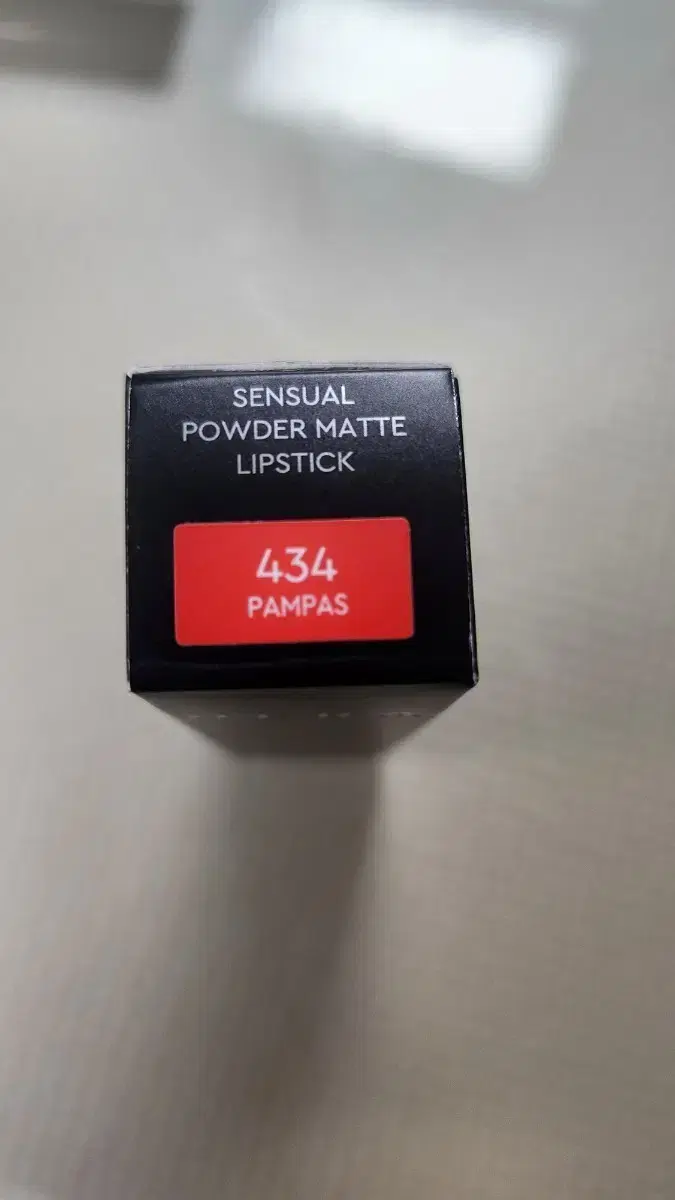 SENSUAL
POWDER MATTE
LIPSTICK
434
PAMPAS